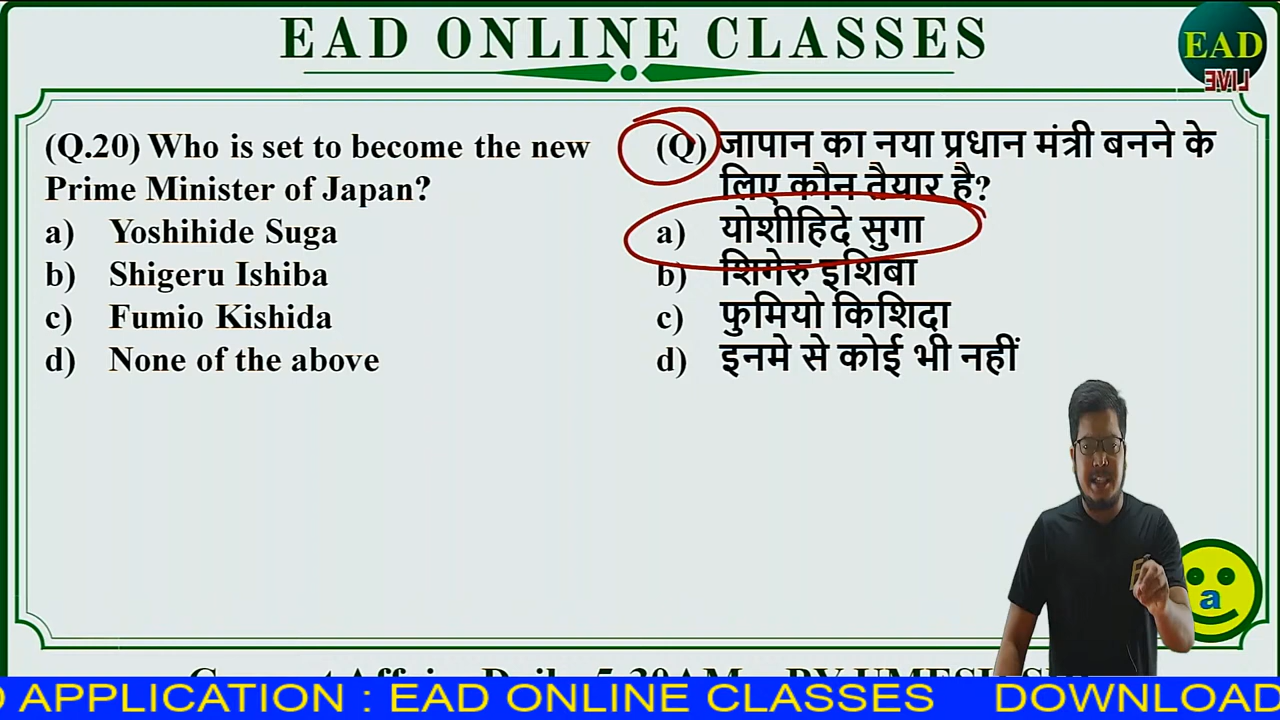 EAD ONLINE CLASSES
EAD
LIVE
(Q.20) Who is set to become the new
Prime Minister of Japan?
a) Yoshihide Suga
b) Shigeru Ishiba
c) Fumio Kishida
d) None of the above
(Q) जापान का नया प्रधान मंत्री बनने के
लिए कौन तैयार है?
a) योशीहिदे सुगा
b) शिगेरु इशिबा
c) फुमियो किशिदा
d) इनमे से कोई भी नहीं
a
APPLICATION : EAD ONLINE CLASSES DOWNLOAD